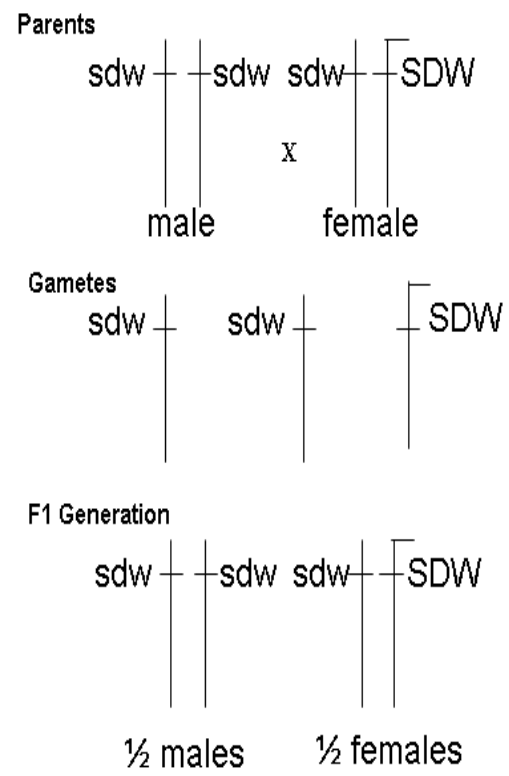 Parents
sdw sdw sdw SDW
x
male female
Gametes
sdw sdw SDW
F1 Generation
sdw sdw sdw SDW
½ males ½ females